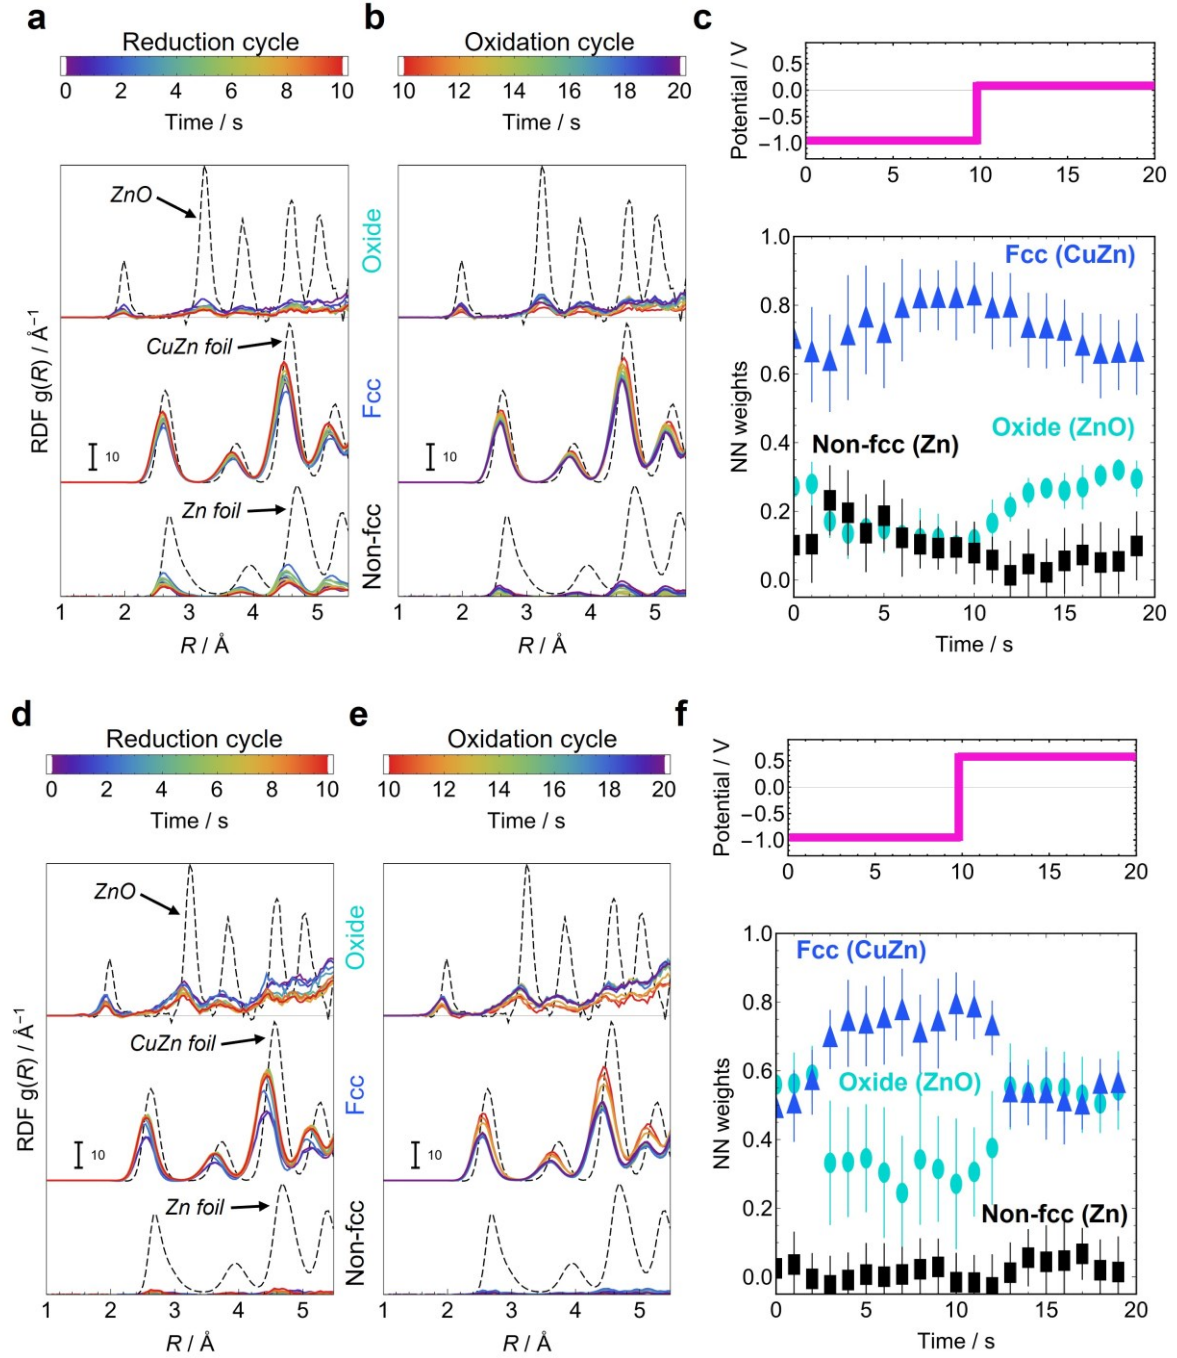 a
Reduction cycle
0 2 4 6 8 10
Time / s
b
Oxidation cycle
10 12 14 16 18 20
Time / s
c
Potential / V
0.5
0.0
−0.5
−1.0
0 5 10 15 20
RDF g(R) / Å−1
ZnO
Oxide
CuZn foil
Fcc
10
10
Zn foil
Non-fcc
1 2 3 4 5
R / Å
1 2 3 4 5
R / Å
NN weights
1.0
0.8
0.6
0.4
0.2
0.0
Fcc (CuZn)
Oxide (ZnO)
Non-fcc (Zn)
0 5 10 15 20
Time / s
d
Reduction cycle
0 2 4 6 8 10
Time / s
e
Oxidation cycle
10 12 14 16 18 20
Time / s
f
Potential / V
0.5
0.0
−0.5
−1.0
0 5 10 15 20
RDF g(R) / Å−1
ZnO
Oxide
CuZn foil
Fcc
10
10
Zn foil
Non-fcc
1 2 3 4 5
R / Å
1 2 3 4 5
R / Å
NN weights
1.0
0.8
0.6
0.4
0.2
0.0
Fcc (CuZn)
Oxide (ZnO)
Non-fcc (Zn)
0 5 10 15 20
Time / s